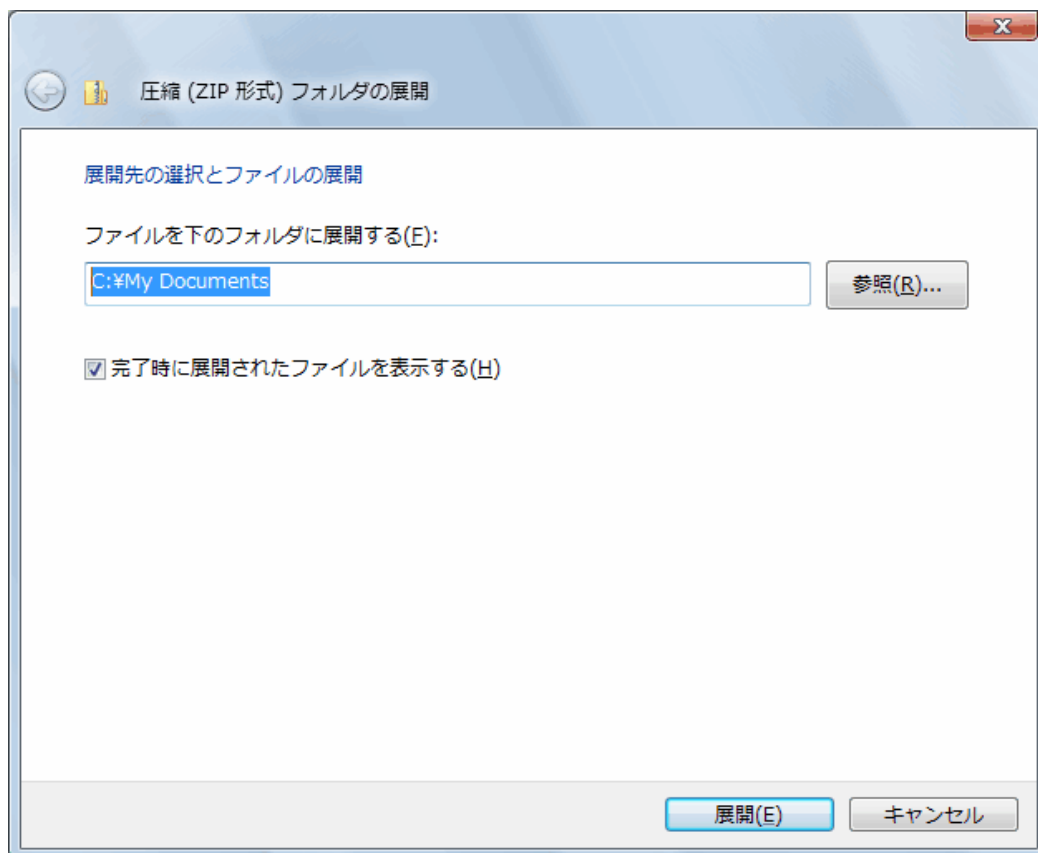 圧縮 (ZIP 形式) フォルダの展開
展開先の選択とファイルの展開
ファイルを下のフォルダに展開する(F):
C:¥My Documents
参照(R)...
完了時に展開されたファイルを表示する(H)
展開(E)
キャンセル